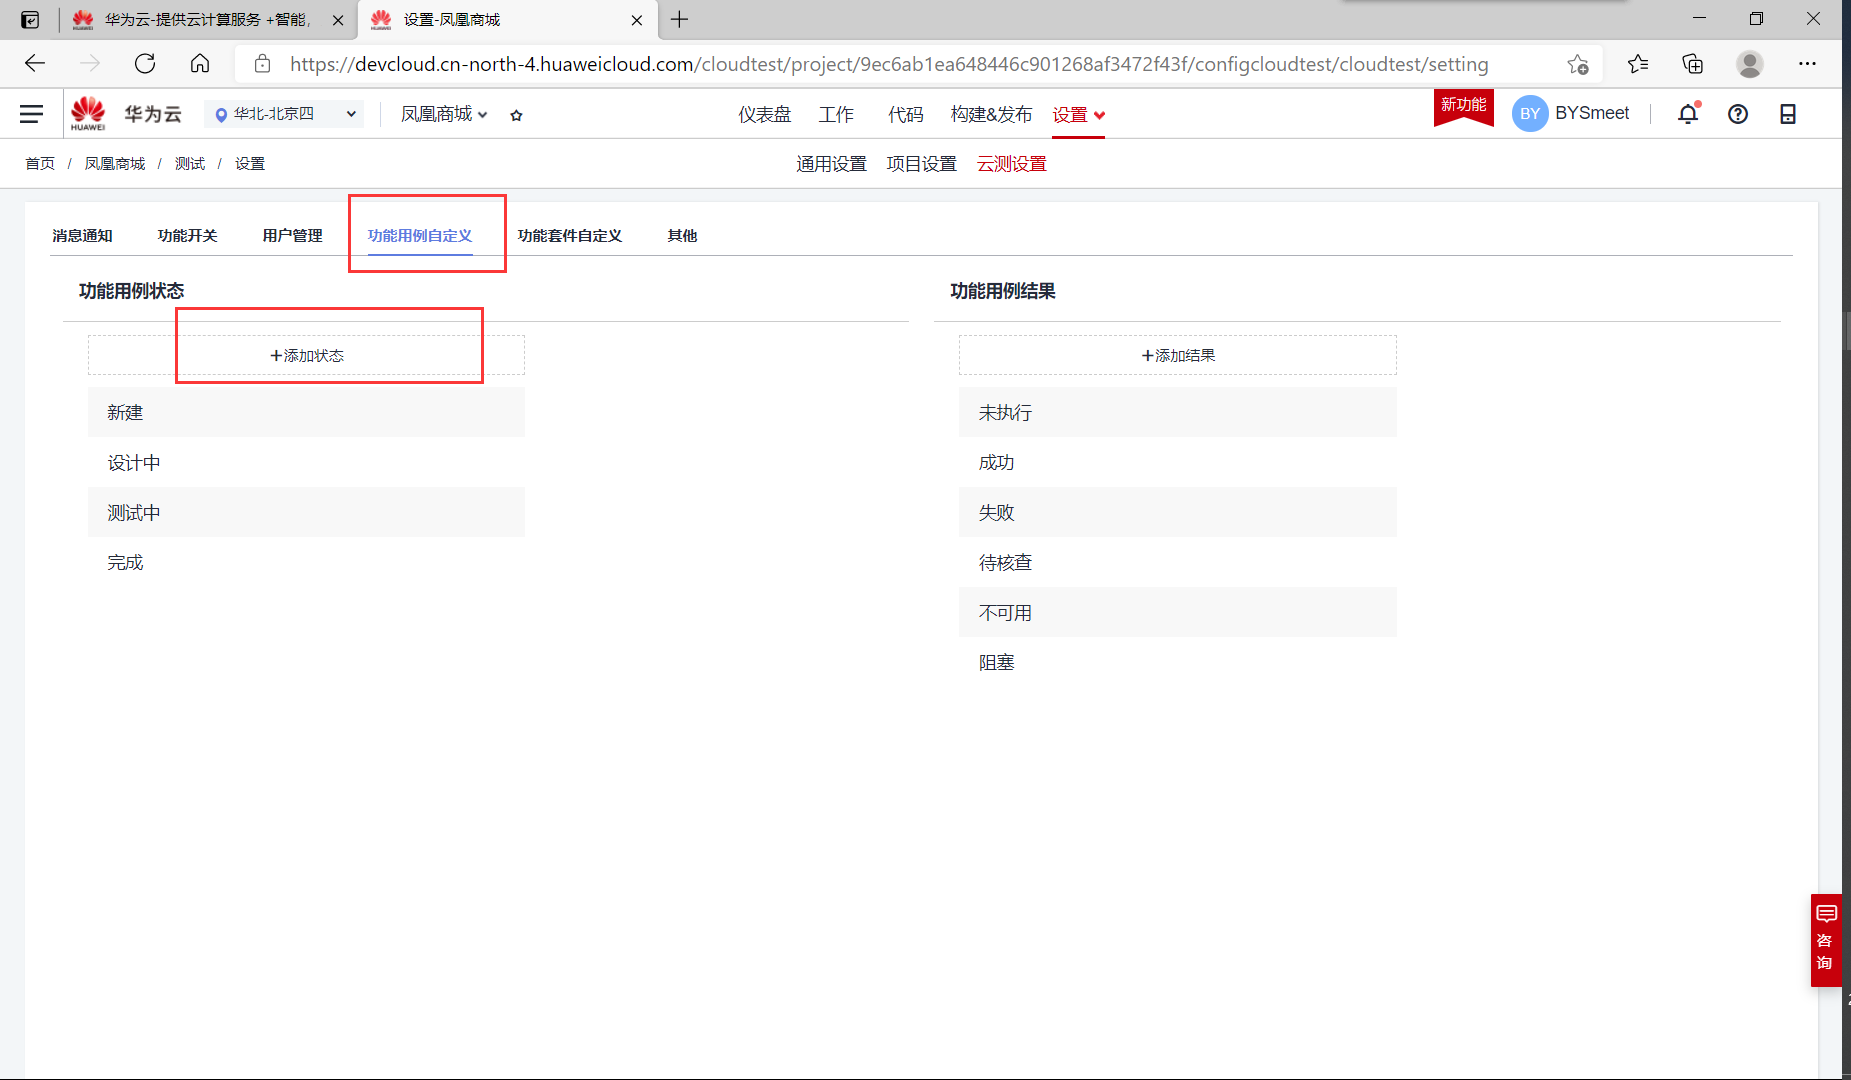 华为云-提供云计算服务 +智能,
设置-凤凰商城
https://devcloud.cn-north-4.huaweicloud.com/cloudtest/project/9ec6ab1ea648446c901268af3472f43f/configcloudtest/cloudtest/setting
HUAWEI
华为云
华北-北京四
凤凰商城
仪表盘
工作
代码
构建&发布
设置
新功能
BY
BYSmeet
首页 / 凤凰商城 / 测试 / 设置
通用设置
项目设置
云测设置
消息通知
功能开关
用户管理
功能用例自定义
功能套件自定义
其他
功能用例状态
+添加状态
新建
设计中
测试中
完成
功能用例结果
+添加结果
未执行
成功
失败
待核查
不可用
阻塞
咨
询